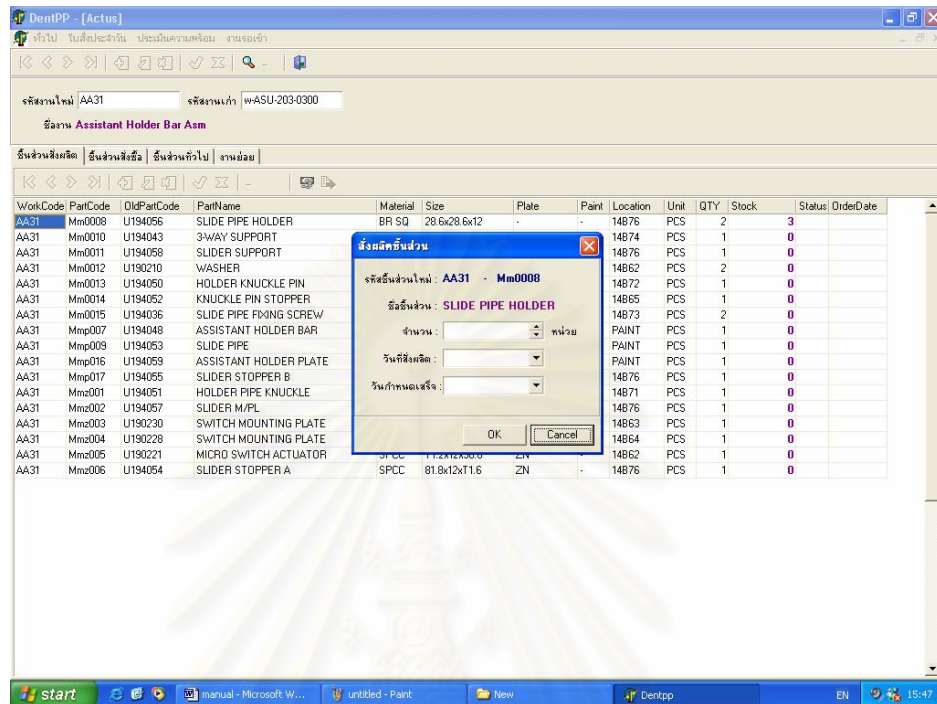 DentPP - [Actus]
ทั่วไป ใบสั่งประจำวัน ประเมินความพร้อม งานรอเข้า
รหัสงานใหม่ AA31 รหัสงานเก่า w-ASU-203-0300
ชื่องาน Assistant Holder Bar Asm
ชิ้นส่วนสั่งผลิต ชิ้นส่วนสั่งซื้อ ชิ้นส่วนทั่วไป งานย่อย
WorkCode PartCode OldPartCode PartName Material Size Plate Paint Location Unit QTY Stock Status OrderDate
AA31 Mm0008 U194056 SLIDE PIPE HOLDER BR SQ 28.6x28.6x12 - - 14B76 PCS 2 3
AA31 Mm0010 U194043 3-WAY SUPPORT 14B74 PCS 1 0
AA31 Mm0011 U194058 SLIDER SUPPORT 14B76 PCS 1 0
AA31 Mm0012 U190210 WASHER 14B62 PCS 2 0
AA31 Mm0013 U194050 HOLDER KNUCKLE PIN 14B72 PCS 1 0
AA31 Mm0014 U194052 KNUCKLE PIN STOPPER 14B65 PCS 1 0
AA31 Mm0015 U194036 SLIDE PIPE FIXING SCREW 14B73 PCS 2 0
AA31 Mmp007 U194048 ASSISTANT HOLDER BAR PAINT PCS 1 0
AA31 Mmp009 U194053 SLIDE PIPE PAINT PCS 1 0
AA31 Mmp016 U194059 ASSISTANT HOLDER PLATE PAINT PCS 1 0
AA31 Mmp017 U194055 SLIDER STOPPER B 14B76 PCS 1 0
AA31 Mmz001 U194051 HOLDER PIPE KNUCKLE 14B71 PCS 1 0
AA31 Mmz002 U194057 SLIDER M/PL 14B76 PCS 1 0
AA31 Mmz003 U190230 SWITCH MOUNTING PLATE 14B63 PCS 1 0
AA31 Mmz004 U190228 SWITCH MOUNTING PLATE 14B64 PCS 1 0
AA31 Mmz005 U190221 MICRO SWITCH ACTUATOR SPCC ZN - 14B62 PCS 2 0
AA31 Mmz006 U194054 SLIDER STOPPER A SPCC 81.8x12xT1.6 ZN - 14B76 PCS 1 0
สั่งผลิตชิ้นส่วน
รหัสชิ้นส่วนใหม่ : AA31 - Mm0008
ชื่อชิ้นส่วน : SLIDE PIPE HOLDER
จำนวน : หน่วย
วันที่สั่งผลิต :
วันกำหนดเสร็จ :
OK Cancel
start manual - Microsoft W... untitled - Paint New Dentpp EN 15:47